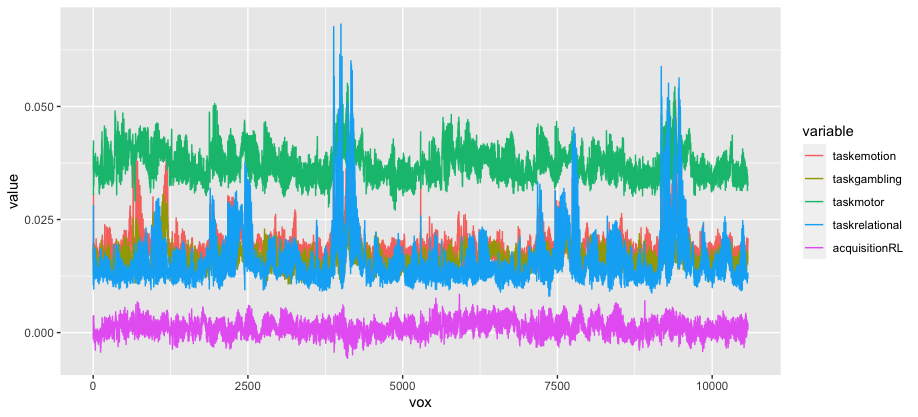 value
0.050
0.025
0.000
0
2500
5000
7500
10000
vox
variable
taskemotion
taskgambling
taskmotor
taskrelational
acquisitionRL